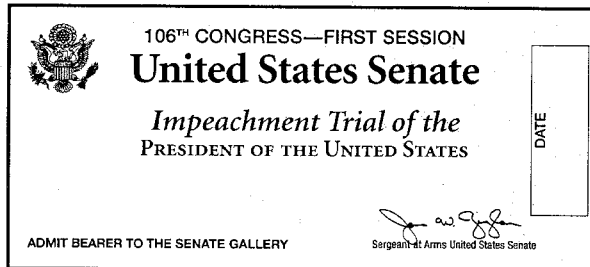 106TH CONGRESS—FIRST SESSION
United States Senate
Impeachment Trial of the
PRESIDENT OF THE UNITED STATES
DATE
ADMIT BEARER TO THE SENATE GALLERY
Sergeant at Arms United States Senate